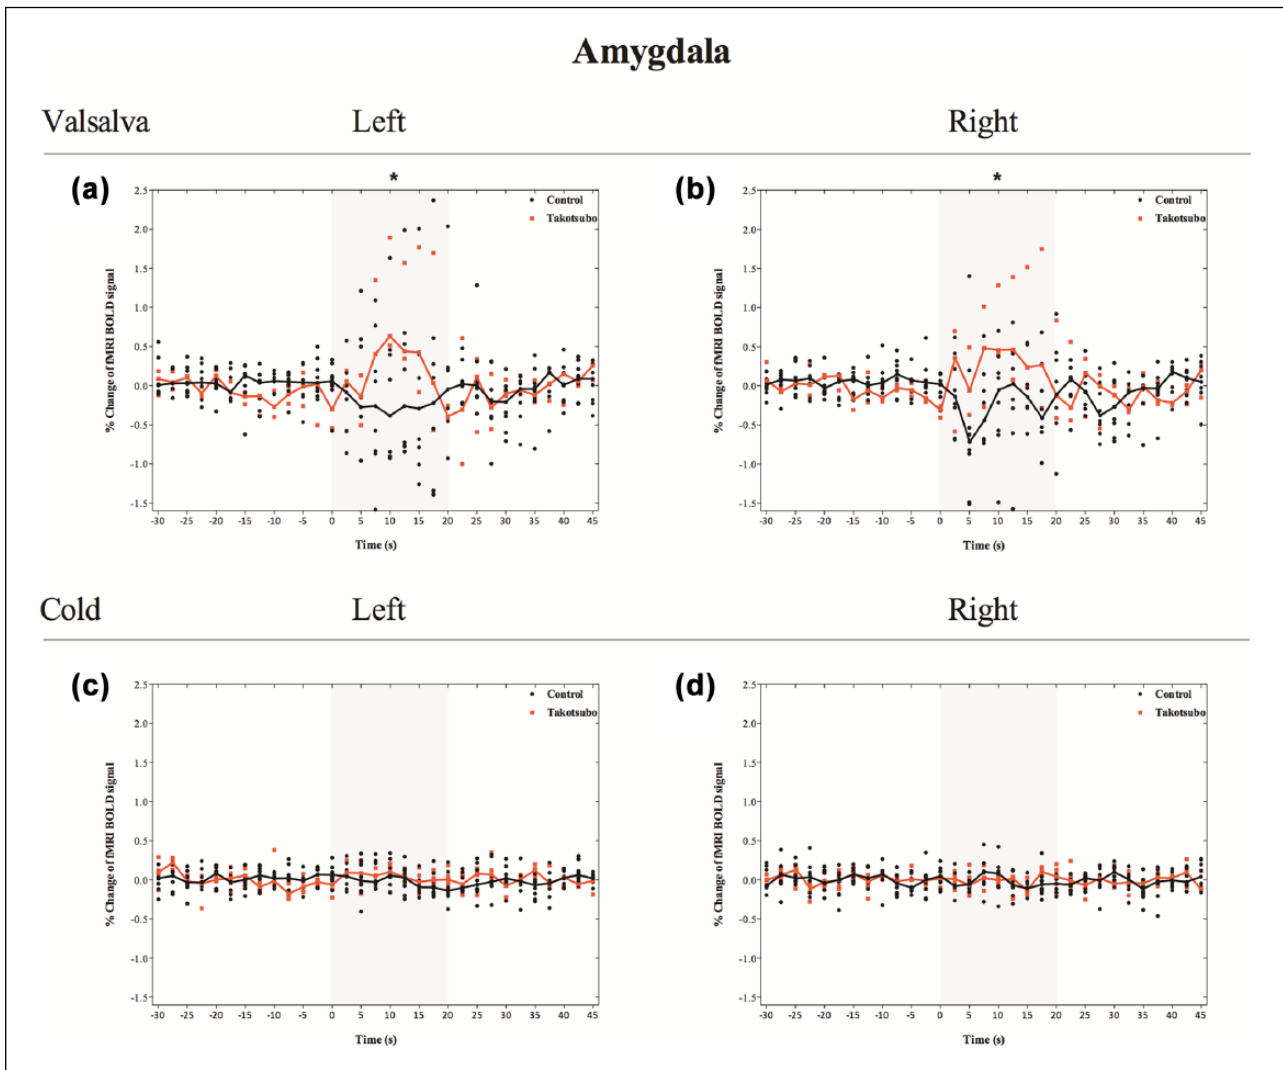 Amygdala
Valsalva Left Right
(a) * (b) *
Control Control
Takotsubo Takotsubo
% Change of fMRI BOLD signal % Change of fMRI BOLD signal
2.5 2.5
2.0 2.0
1.5 1.5
1.0 1.0
0.5 0.5
0.0 0.0
-0.5 -0.5
-1.0 -1.0
-1.5 -1.5
-30 -25 -20 -15 -10 -5 0 5 10 15 20 25 30 35 40 45 -30 -25 -20 -15 -10 -5 0 5 10 15 20 25 30 35 40 45
Time (s) Time (s)
Cold Left Right
(c) (d)
Control Control
Takotsubo Takotsubo
% Change of fMRI BOLD signal % Change of fMRI BOLD signal
2.5 2.5
2.0 2.0
1.5 1.5
1.0 1.0
0.5 0.5
0.0 0.0
-0.5 -0.5
-1.0 -1.0
-1.5 -1.5
-30 -25 -20 -15 -10 -5 0 5 10 15 20 25 30 35 40 45 -30 -25 -20 -15 -10 -5 0 5 10 15 20 25 30 35 40 45
Time (s) Time (s)